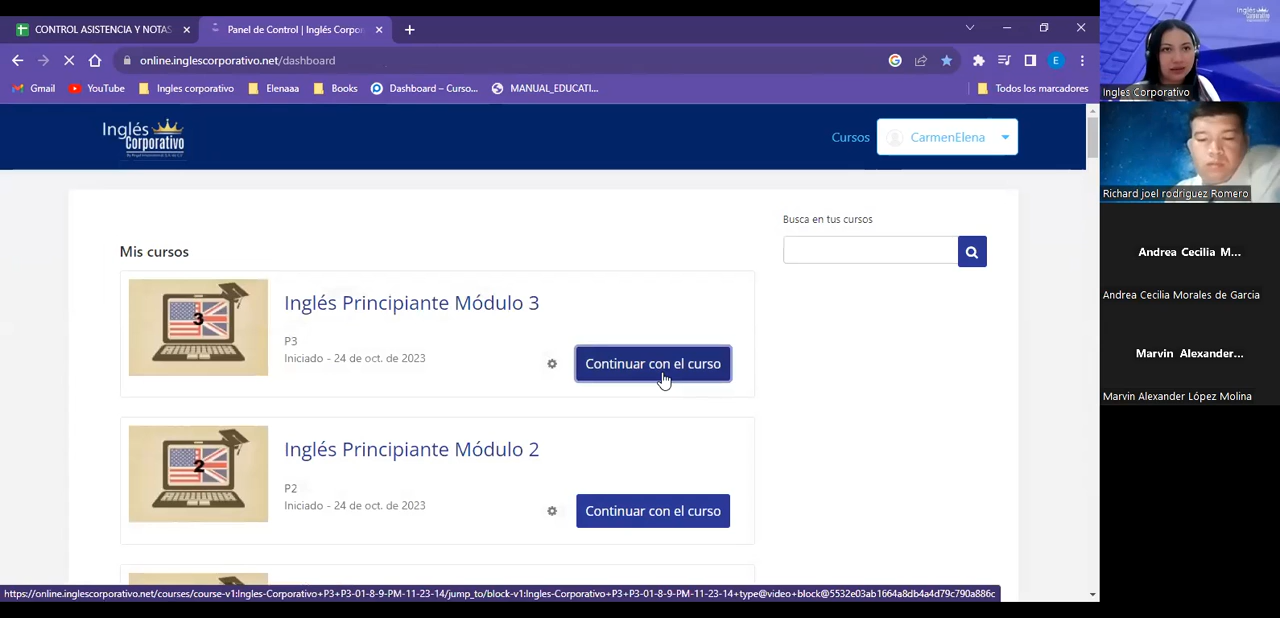 CONTROL ASISTENCIA Y NOTAS
Panel de Control | Inglés Corpor
online.inglescorporativo.net/dashboard
Gmail
YouTube
Ingles corporativo
Elenaaa
Books
Dashboard – Curso...
MANUAL_EDUCATI...
Todos los marcadores
E
Inglés
Corporativo
Cursos
CarmenElena
Busca en tus cursos
Mis cursos
3
Inglés Principiante Módulo 3
P3
Iniciado - 24 de oct. de 2023
Continuar con el curso
2
Inglés Principiante Módulo 2
P2
Iniciado - 24 de oct. de 2023
Continuar con el curso
https://online.inglescorporativo.net/courses/course-v1:Ingles-Corporativo+P3+P3-01-8-9-PM-11-23-14/jump_to/block-v1:Ingles-Corporativo+P3+P3-01-8-9-PM-11-23-14+type@video+block@5532e03ab1664a8db4a4d79c790a886c
Inglés
Corporativo
Ingles Corporativo
Richard joel rodriguez Romero
Andrea Cecilia M...
Andrea Cecilia Morales de Garcia
Marvin Alexander...
Marvin Alexander López Molina